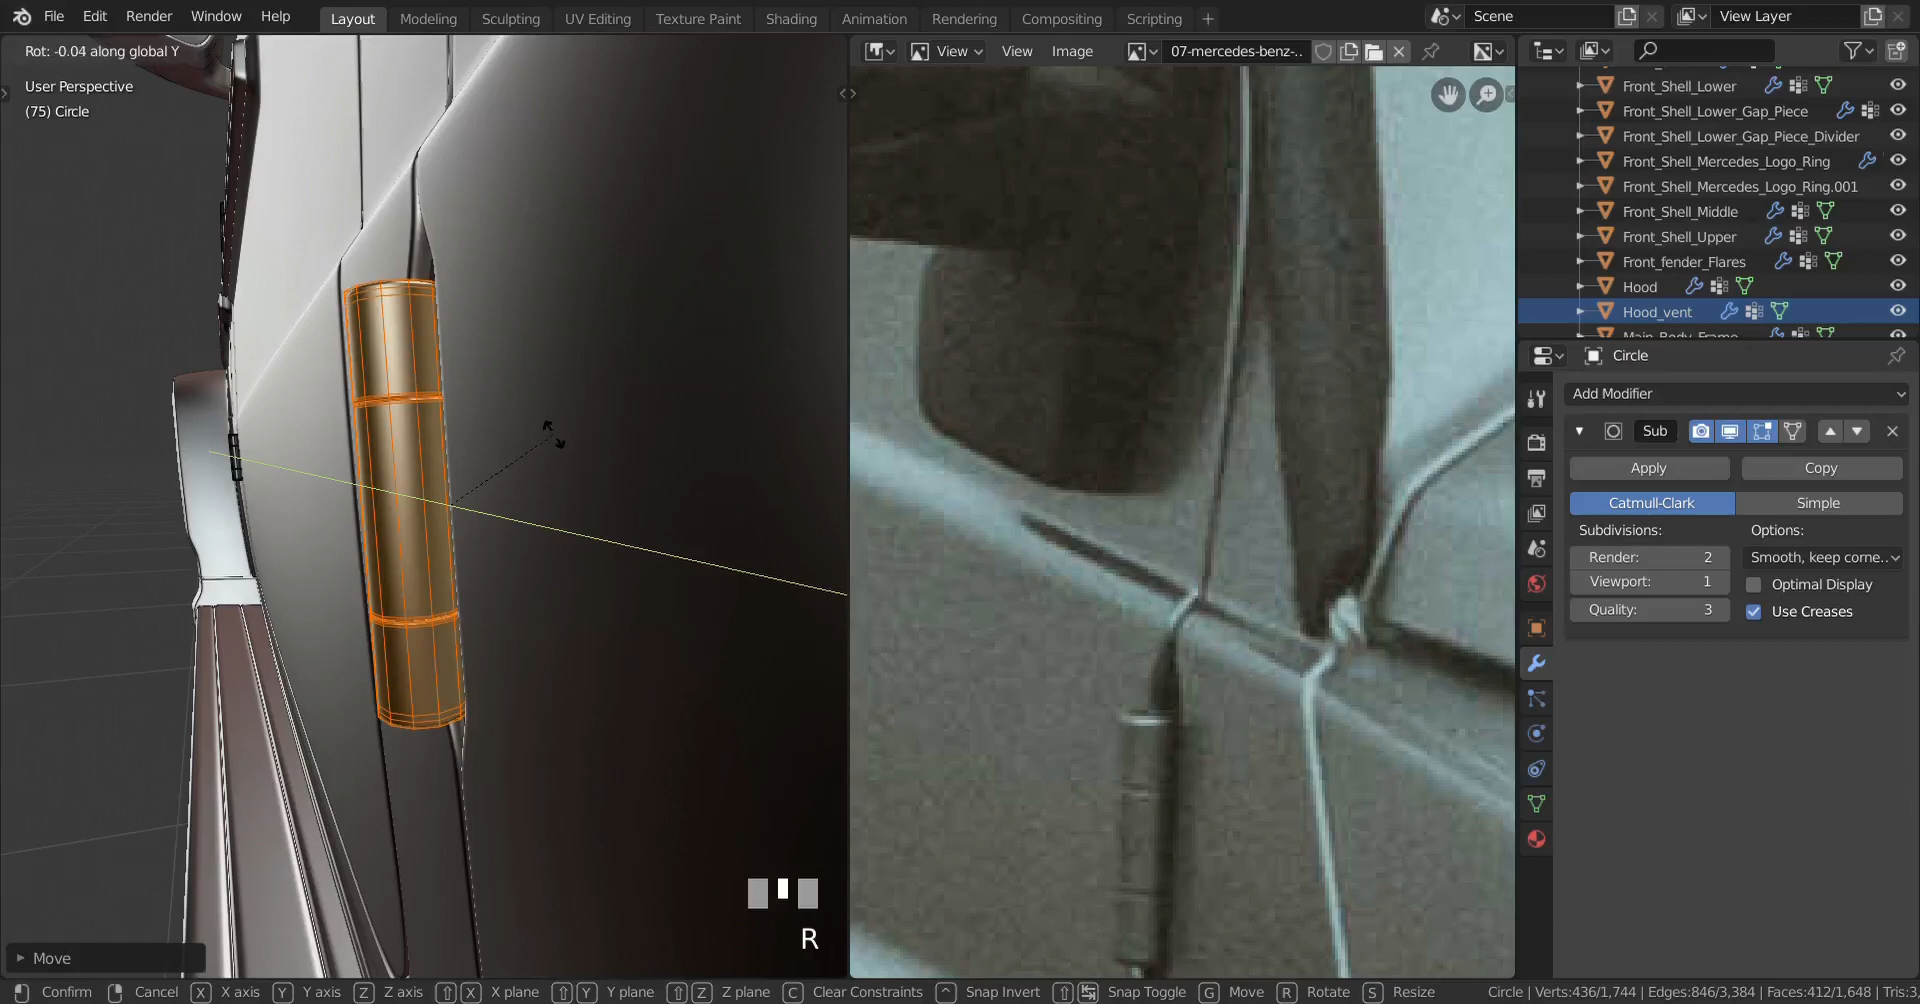 File Edit Render Window Help Layout Modeling Sculpting UV Editing Texture Paint Shading Animation Rendering Compositing Scripting + Scene View Layer
Rot: -0.04 along global Y
User Perspective
(75) Circle
View View Image 07-mercedes-benz-..
Front_Shell_Lower
Front_Shell_Lower_Gap_Piece
Front_Shell_Lower_Gap_Piece_Divider
Front_Shell_Mercedes_Logo_Ring
Front_Shell_Mercedes_Logo_Ring.001
Front_Shell_Middle
Front_Shell_Upper
Front_fender_Flares
Hood
Hood_vent
Main_Body_Frame
Circle
Add Modifier
Sub
Apply Copy
Catmull-Clark Simple
Subdivisions: Options:
Render: 2 Smooth, keep corne..
Viewport: 1 Optimal Display
Quality: 3 Use Creases
R
Move
Confirm Cancel X X axis Y Y axis Z Z axis X X plane Y Y plane Z Z plane C Clear Constraints ^ Snap Invert Snap Toggle G Move R Rotate S Resize Circle | Verts:436/1,744 | Edges:846/3,384 | Faces:412/1,648 | Tris:3